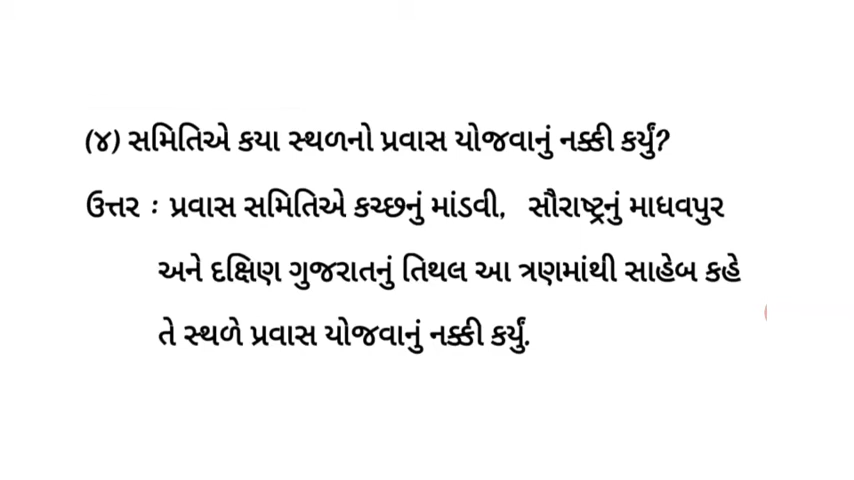 (૪) સમિતિએ કયા સ્થળનો પ્રવાસ યોજવાનું નક્કી કર્યું?
ઉત્તર : પ્રવાસ સમિતિએ કચ્છનું માંડવી, સૌરાષ્ટ્રનું માધવપુર
અને દક્ષિણ ગુજરાતનું તિથલ આ ત્રણમાંથી સાહેબ કહે
તે સ્થળે પ્રવાસ યોજવાનું નક્કી કર્યું.